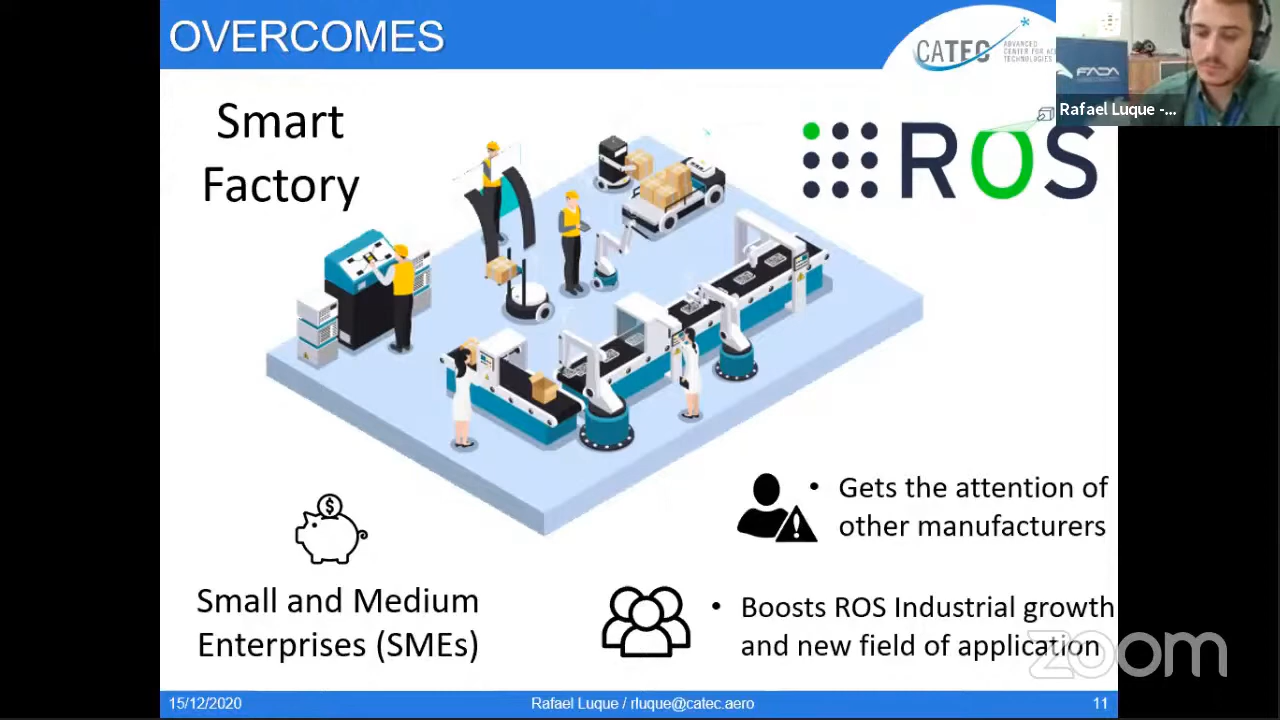 OVERCOMES
CATEC
ADVANCED
CENTER FOR
TECHNOLOGIES
FADA
Rafael Luque -...
Smart
Factory
ROS
Gets the attention of
other manufacturers
Small and Medium
Enterprises (SMEs)
• Boosts ROS Industrial growth
and new field of application
zoom
15/12/2020
Rafael Luque / rluque@catec.aero
11